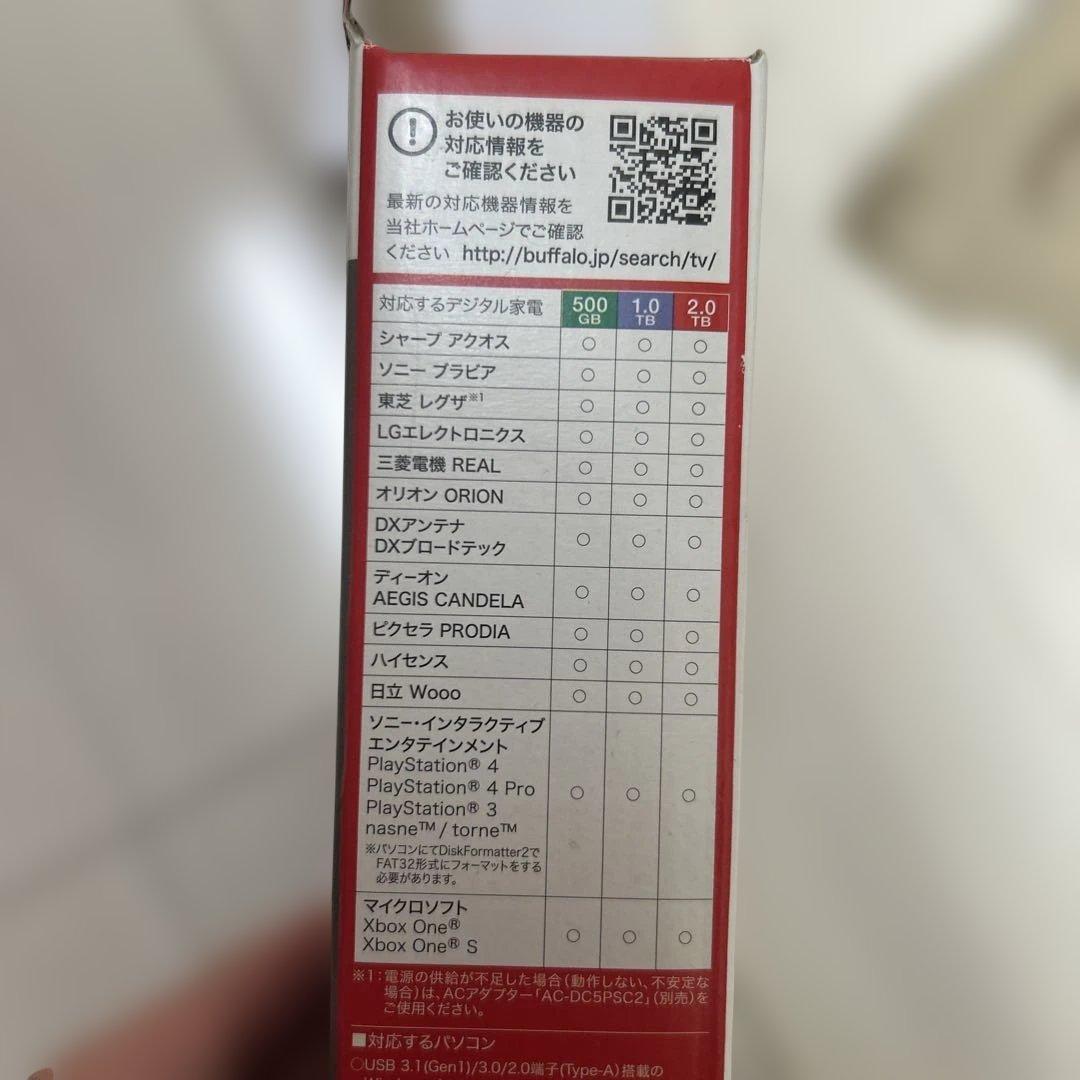 お使いの機器の
対応情報を
ご確認ください
最新の対応機器情報を
当社ホームページでご確認
ください http://buffalo.jp/search/tv/
対応するデジタル家電 500 GB 1.0 TB 2.0 TB
シャープ アクオス ○ ○ ○
ソニー ブラビア ○ ○ ○
東芝 レグザ※1 ○ ○ ○
LGエレクトロニクス ○ ○ ○
三菱電機 REAL ○ ○ ○
オリオン ORION ○ ○ ○
DXアンテナ
DXブロードテック ○ ○ ○
ディーオン
AEGIS CANDELA ○ ○ ○
ピクセラ PRODIA ○ ○ ○
ハイセンス ○ ○ ○
日立 Wooo ○ ○ ○
ソニー・インタラクティブ
エンタテインメント
PlayStation® 4
PlayStation® 4 Pro ○ ○ ○
PlayStation® 3
nasne™ / torne™
※パソコンにてDiskFormatter2で
FAT32形式にフォーマットをする
必要があります。
マイクロソフト
Xbox One® ○ ○ ○
Xbox One® S
※1：電源の供給が不足した場合（動作しない、不安定な
場合）は、ACアダプター「AC-DC5PSC2」（別売）を
ご使用ください。
■対応するパソコン
○USB 3.1(Gen1)/3.0/2.0端子(Type-A)搭載の